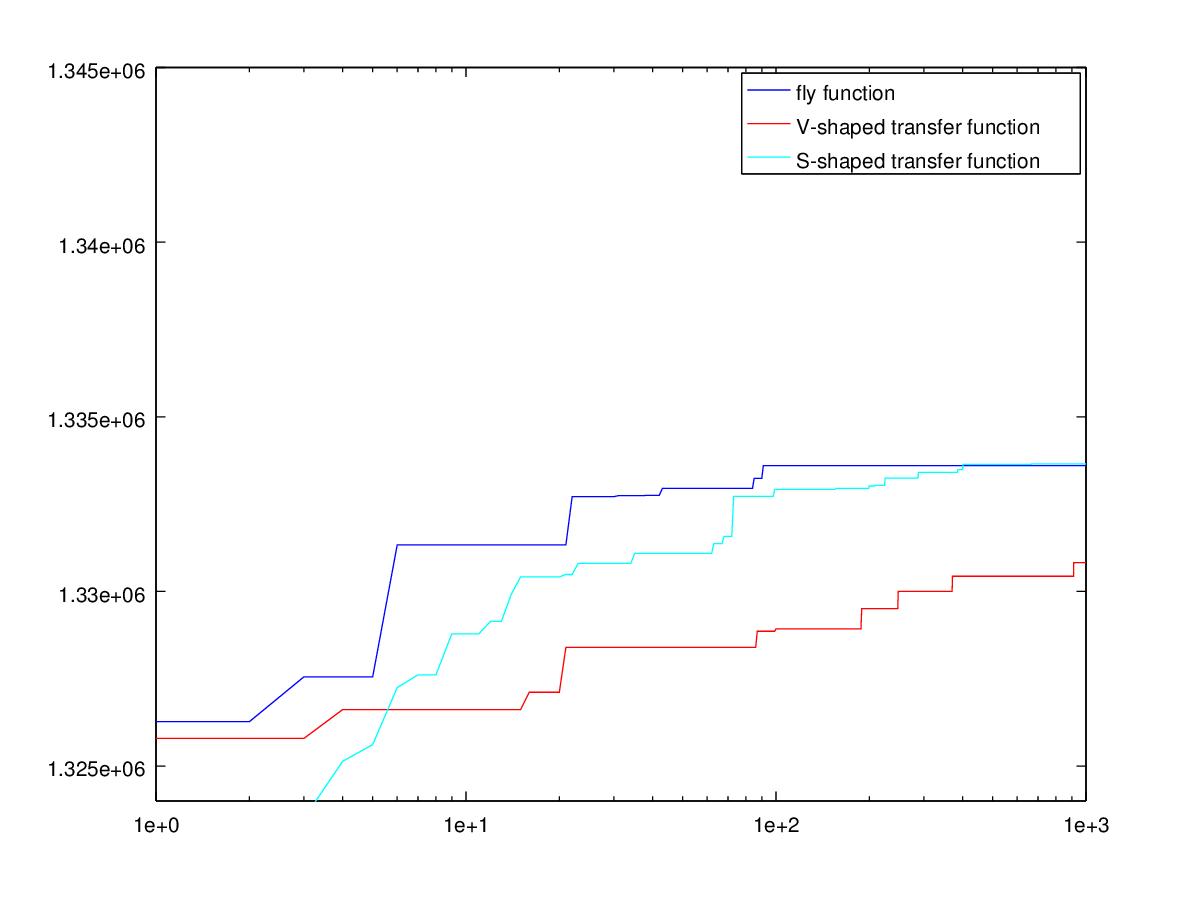 1.345e+06
fly function
V-shaped transfer function
S-shaped transfer function
1.34e+06
1.335e+06
1.33e+06
1.325e+06
1e+0 1e+1 1e+2 1e+3